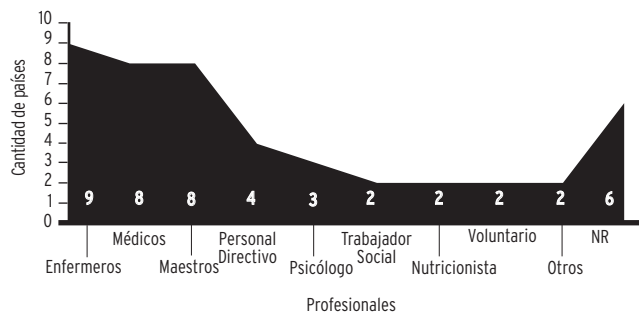 Cantidad de países
10
9
8
7
6
5
4
3
2
1
0
9 8 8 4 3 2 2 2 2 6
Enfermeros
Médicos
Maestros
Personal
Directivo
Psicólogo
Trabajador
Social
Nutricionista
Voluntario
Otros
NR
Profesionales